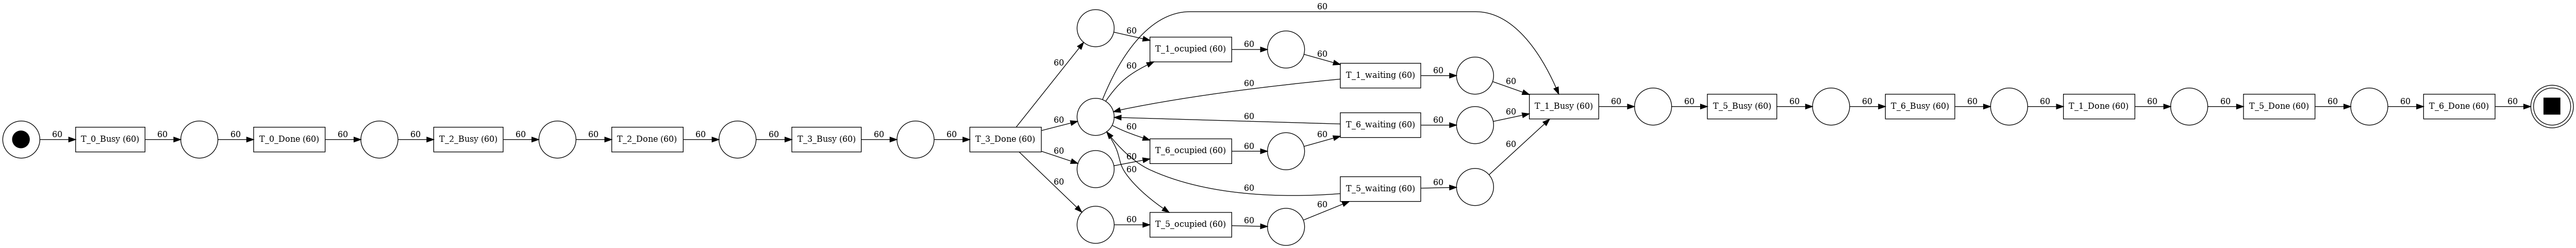 60
T_0_Busy (60)
60
60
T_0_Done (60)
60
60
T_2_Busy (60)
60
60
T_2_Done (60)
60
60
T_3_Busy (60)
60
60
T_3_Done (60)
60
60
60
60
60
60
60
60
60
60
60
T_1_ocupied (60)
T_6_ocupied (60)
T_5_ocupied (60)
60
60
60
60
60
60
60
60
60
60
T_1_waiting (60)
T_6_waiting (60)
T_5_waiting (60)
60
60
60
60
60
60
T_1_Busy (60)
60
60
T_5_Busy (60)
60
60
T_6_Busy (60)
60
60
T_1_Done (60)
60
60
T_5_Done (60)
60
60
T_6_Done (60)
60